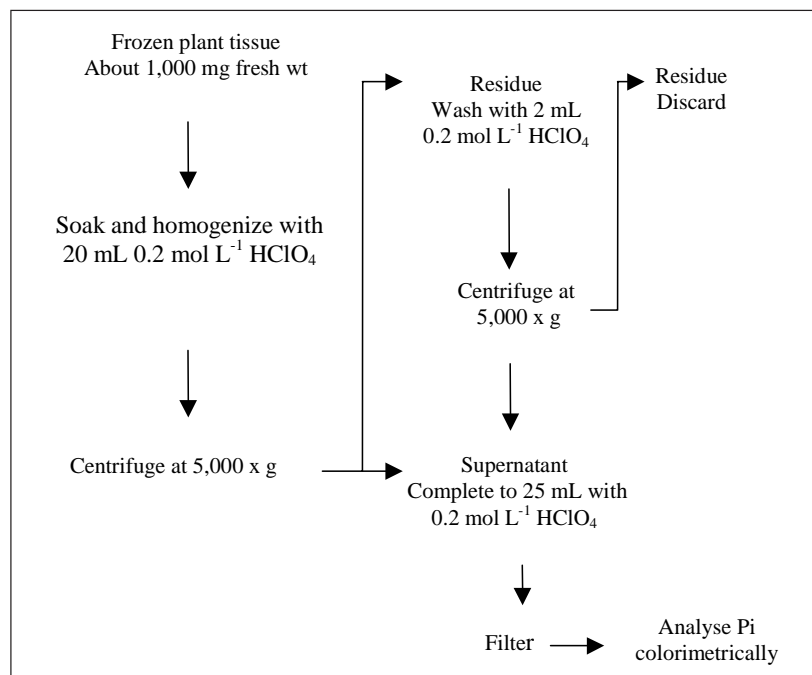 Frozen plant tissue
About 1,000 mg fresh wt
Soak and homogenize with
20 mL 0.2 mol L⁻¹ HClO₄
Centrifuge at 5,000 x g
Residue
Wash with 2 mL
0.2 mol L⁻¹ HClO₄
Centrifuge at
5,000 x g
Residue
Discard
Supernatant
Complete to 25 mL with
0.2 mol L⁻¹ HClO₄
Filter
Analyse Pi
colorimetrically